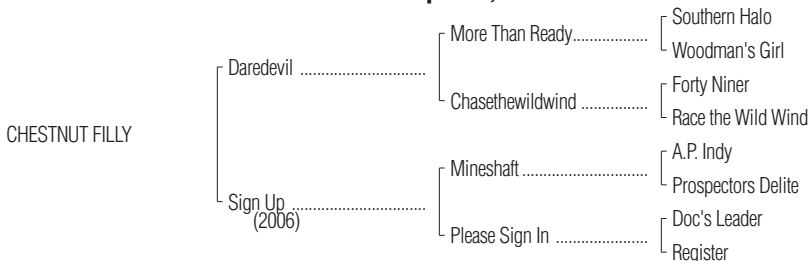 Southern Halo
More Than Ready.................
Woodman's Girl
Daredevil .............................
Forty Niner
Chasethewildwind ...............
Race the Wild Wind
CHESTNUT FILLY
A.P. Indy
Mineshaft.............................
Prospectors Delite
Sign Up ...............................
(2006)
Doc's Leader
Please Sign In .....................
Register